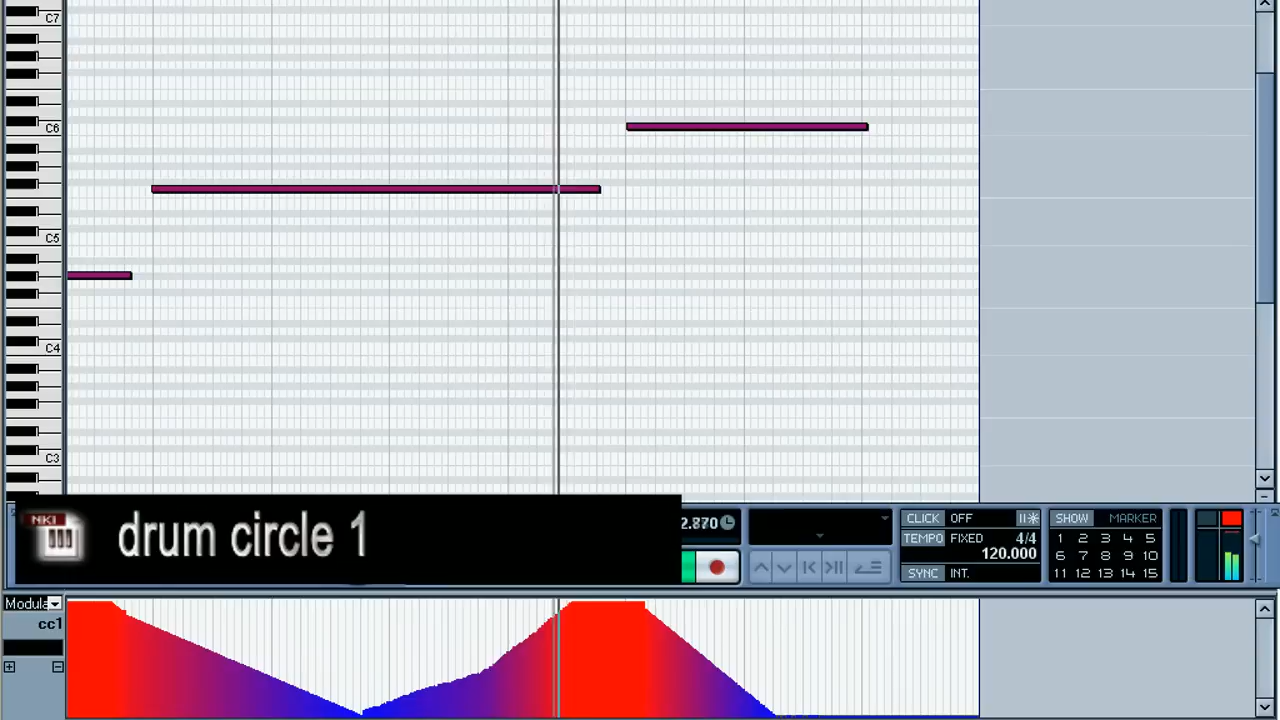 C7
C6
C5
C4
C3
NKI
drum circle 1
2.870
CLICK OFF
TEMPO FIXED 4/4
120.000
SYNC INT.
SHOW MARKER
1 2 3 4 5
6 7 8 9 10
11 12 13 14 15
Modula
cc1